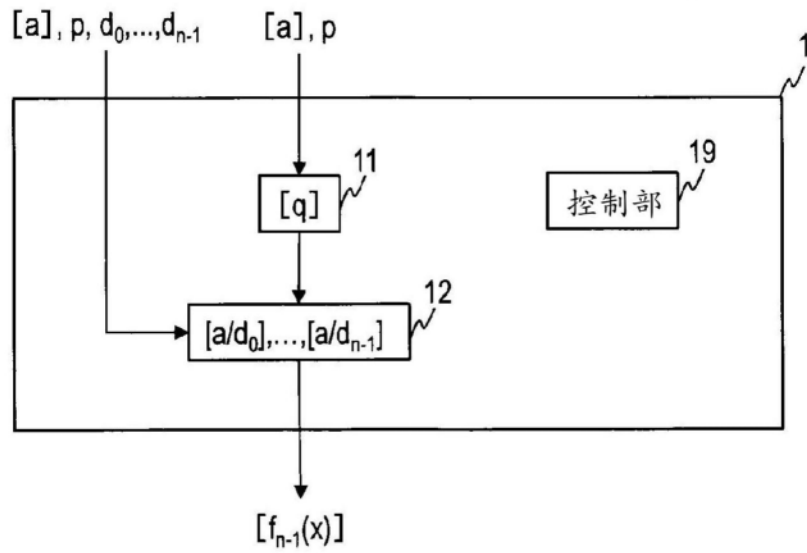 [a], p, d₀,...,dₙ₋₁
[a], p
1
11
[q]
19
控制部
12
[a/d₀],...,[a/dₙ₋₁]
[fₙ₋₁(x)]